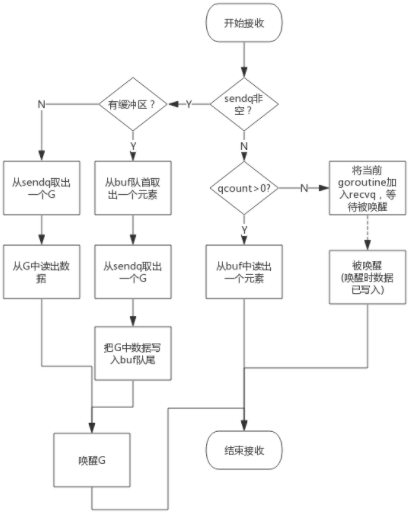 开始接收
sendq非
空？
Y
有缓冲区？
N
Y
N
从sendq取出
一个G
从buf队首取
出一个元素
qcount>0?
N
将当前
goroutine加
入recvq，等
待被唤醒
Y
从G中读出数
据
从sendq取出
一个G
从buf中读出
一个元素
被唤醒
(唤醒时数据
已写入)
把G中数据写
入buf队尾
唤醒G
结束接收